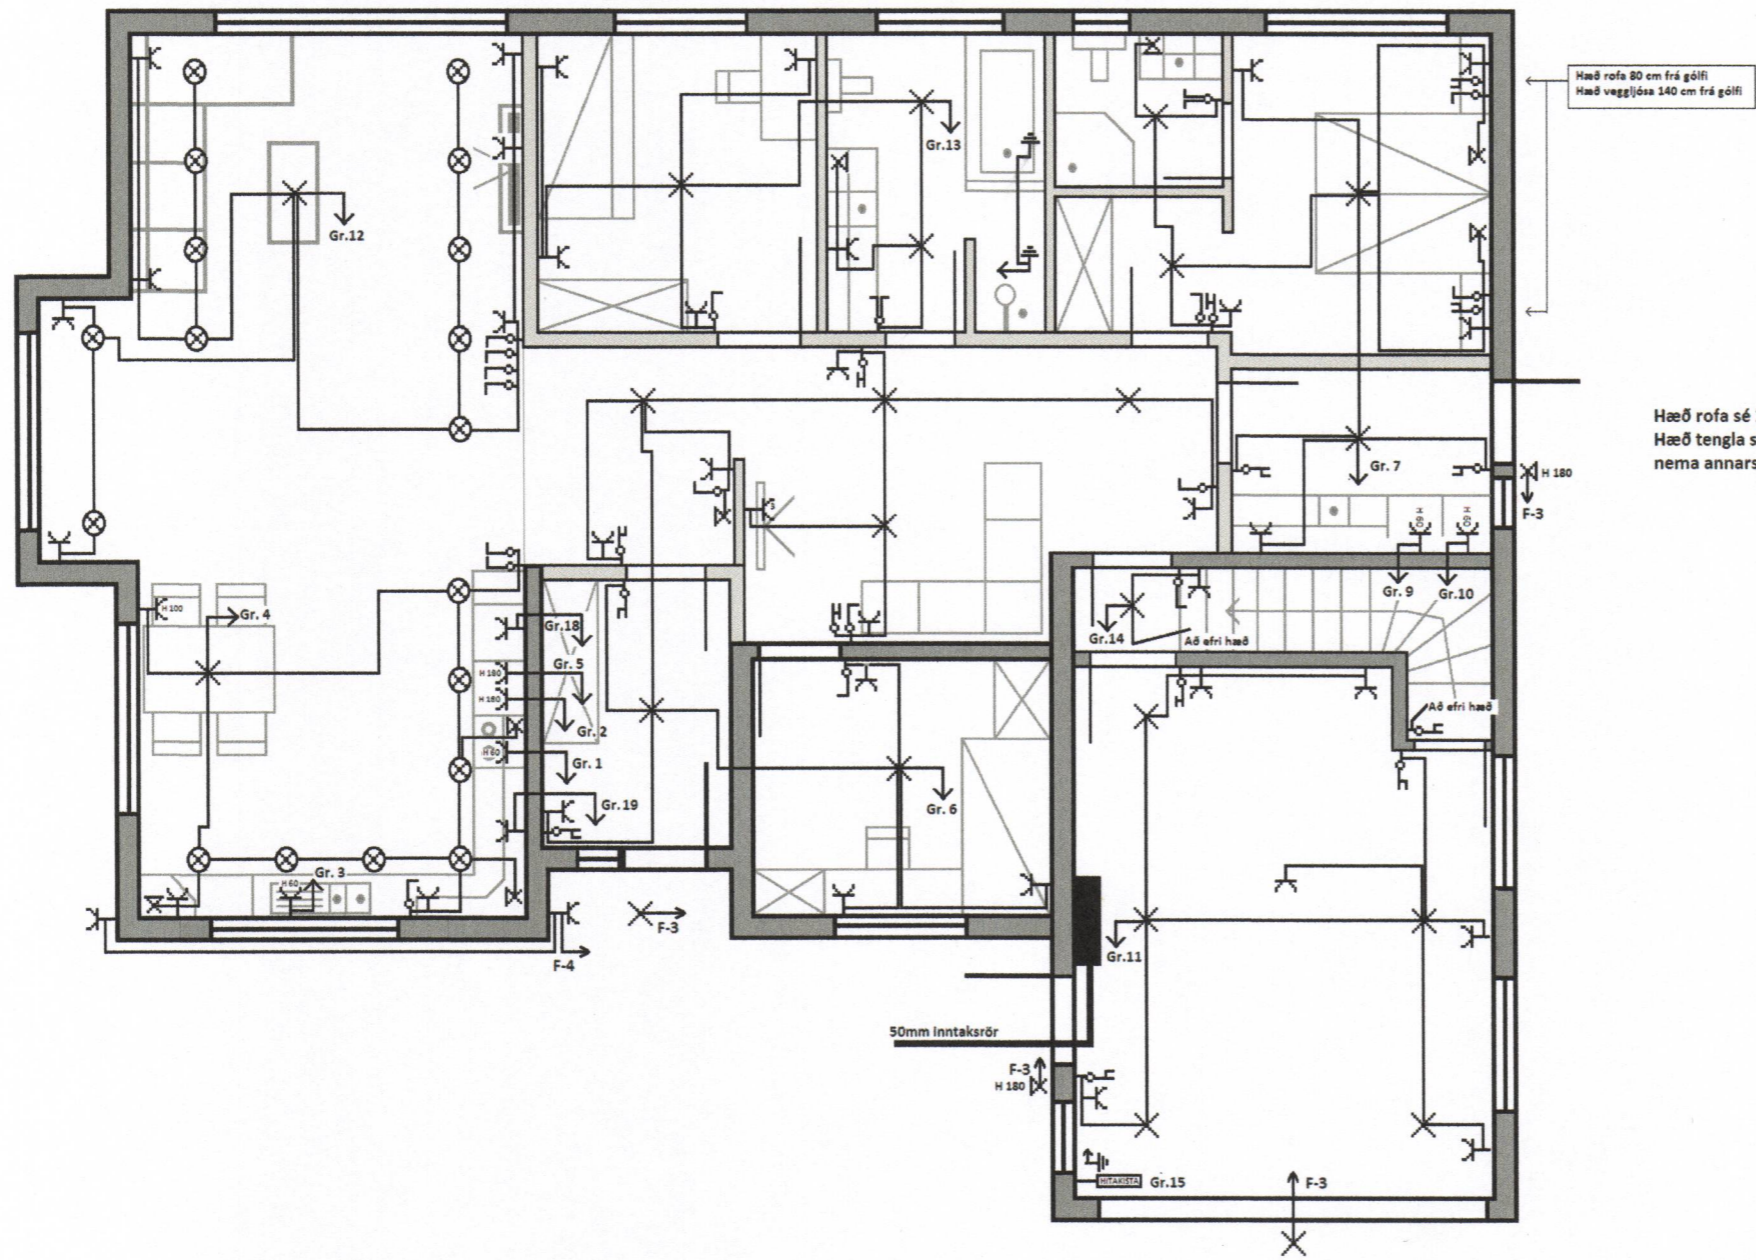 Hæð rofa 80 cm frá gólfi
Hæð veggljósa 140 cm frá gólfi
Gr.13
Gr.12
Hæð rofa sé
Hæð tengla s
nema annars
Gr. 7
H 180
F-3
H 60
H 60
Gr. 9
Gr.10
H 100
Gr. 4
Gr.18
Gr.14
Að efri hæð
Gr. 5
H 180
H 180
Gr. 2
Að efri hæð
H 60
Gr. 1
Gr.19
Gr. 6
Gr. 3
H 60
F-3
F-4
Gr.11
50mm inntaksrör
F-3
H 180
HITAKISTA
Gr.15
F-3